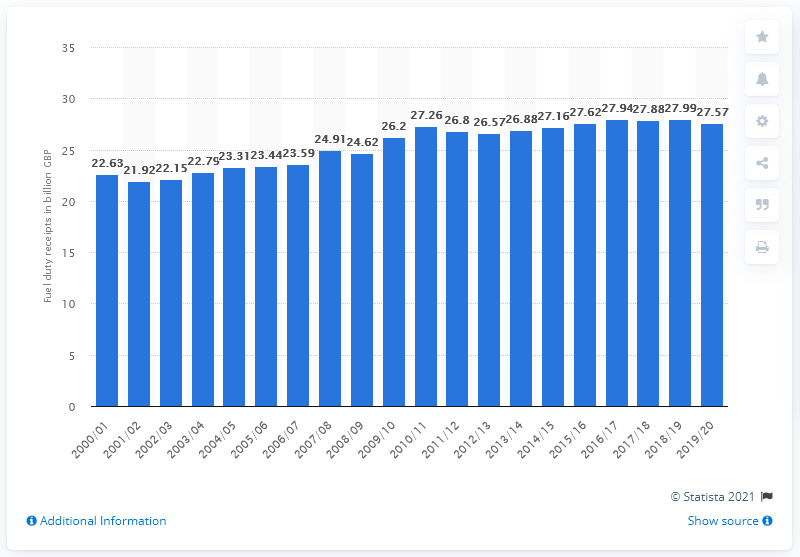 35
30
25
20
15
10
5
0
Fuel duty receipts in billion GBP
22.63 21.92 22.15 22.79 23.31 23.44 23.59 24.91 24.62 26.2 27.26 26.8 26.57 26.88 27.16 27.62 27.94 27.88 27.99 27.57
2000/01 2001/02 2002/03 2003/04 2004/05 2005/06 2006/07 2007/08 2008/09 2009/10 2010/11 2011/12 2012/13 2013/14 2014/15 2015/16 2016/17 2017/18 2018/19 2019/20
© Statista 2021
Additional Information
Show source